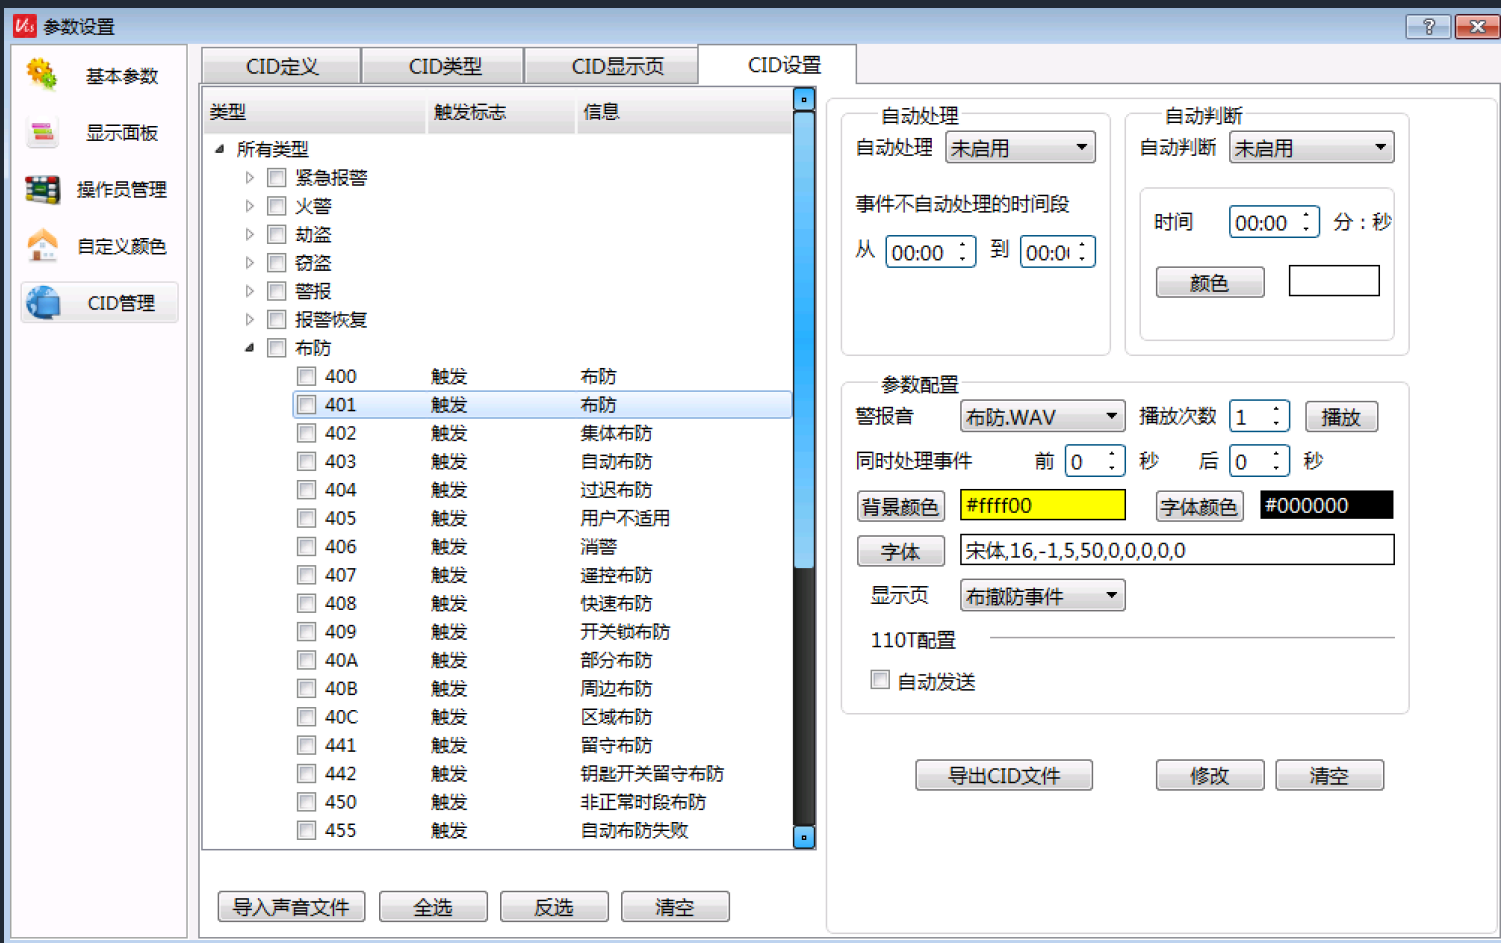 Vis 参数设置
?
基本参数
显示面板
操作员管理
自定义颜色
CID管理
CID定义 CID类型 CID显示页 CID设置
类型 触发标志 信息
所有类型
紧急报警
火警
劫盗
窃盗
警报
报警恢复
布防
400 触发 布防
401 触发 布防
402 触发 集体布防
403 触发 自动布防
404 触发 过迟布防
405 触发 用户不适用
406 触发 消警
407 触发 遥控布防
408 触发 快速布防
409 触发 开关锁布防
40A 触发 部分布防
40B 触发 周边布防
40C 触发 区域布防
441 触发 留守布防
442 触发 钥匙开关留守布防
450 触发 非正常时段布防
455 触发 自动布防失败
导入声音文件 全选 反选 清空
自动处理
自动处理 未启用
事件不自动处理的时间段
从 00:00 到 00:00
自动判断
自动判断 未启用
时间 00:00 分：秒
颜色
参数配置
警报音 布防.WAV 播放次数 1 播放
同时处理事件 前 0 秒 后 0 秒
背景颜色 #ffff00 字体颜色 #000000
字体 宋体,16,-1,5,50,0,0,0,0,0
显示页 布撤防事件
110T配置
自动发送
导出CID文件 修改 清空